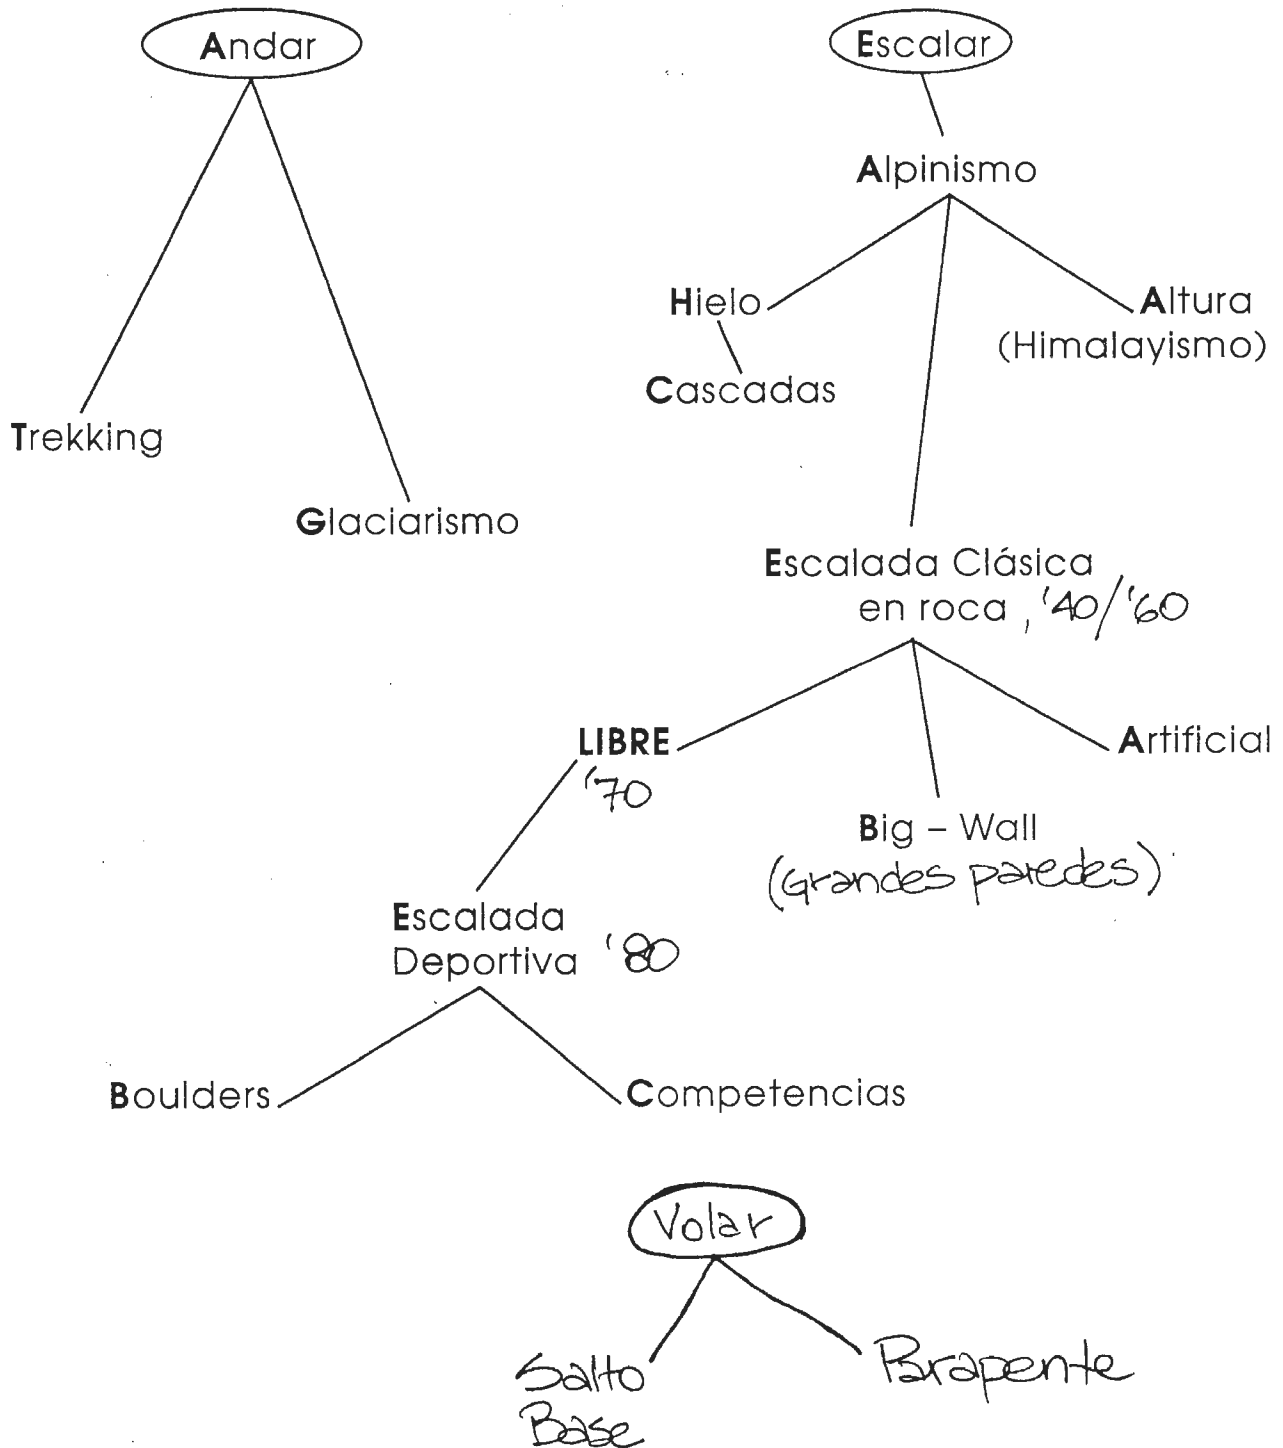 Andar
Escalar
Alpinismo
Hielo
Altura
(Himalayismo)
Cascadas
Trekking
Glaciarismo
Escalada Clásica
en roca, '40/'60
LIBRE
'70
Artificial
Big – Wall
(Grandes paredes)
Escalada
Deportiva '80
Boulders
Competencias
Volar
Salto
Base
Parapente